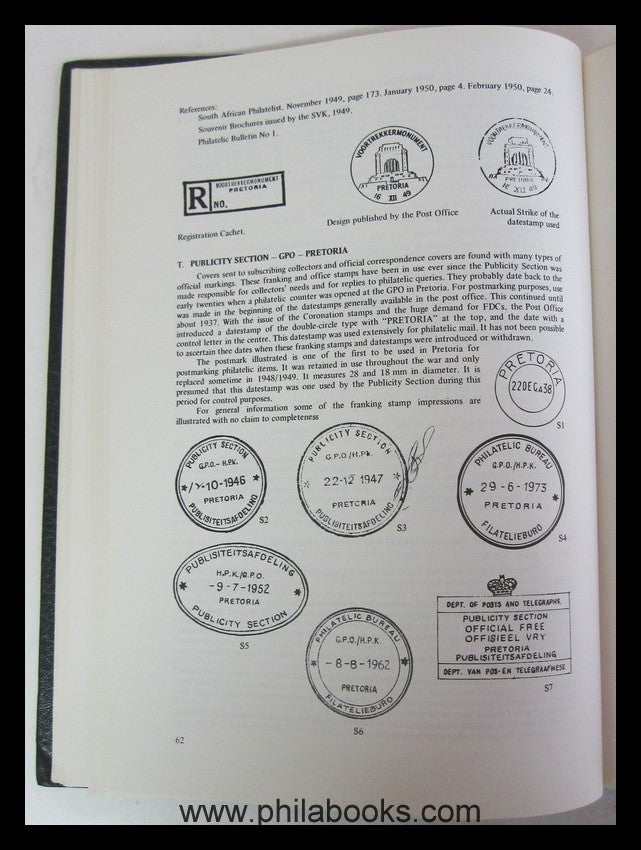 References:
South African Philatelist. November 1949, page 173. January 1950, page 4. February 1950, page 24.
Souvenir Brochures issued by the SVK, 1949.
Philatelic Bulletin No 1.
R
VOORTREKKERMONUMENT
PRETORIA
NO.
Registration Cachet.
VOORTREKKERMONUMENT
PRETORIA
16 XII 49
Design published by the Post Office
VOORTREKKERMONUMENT
PRETORIA
16 XII 49
Actual Strike of the
datestamp used
T. PUBLICITY SECTION – GPO – PRETORIA
Covers sent to subscribing collectors and official correspondence covers are found with many types of
official markings. These franking and office stamps have been in use ever since the Publicity Section was
made responsible for collectors' needs and for replies to philatelic queries. They probably date back to the
early twenties when a philatelic counter was opened at the GPO in Pretoria. For postmarking purposes, use
was made in the beginning of the datestamps generally available in the post office. This continued until
about 1937. With the issue of the Coronation stamps and the huge demand for FDCs, the Post Office
introduced a datestamp of the double-circle type with "PRETORIA" at the top, and the date with a
control letter in the centre. This datestamp was used extensively for philatelic mail. It has not been possible
to ascertain thee dates when these franking stamps and datestamps were introduced or withdrawn.
The postmark illustrated is one of the first to be used in Pretoria for
postmarking philatelic items. It was retained in use throughout the war and only
replaced sometime in 1948/1949. It measures 28 and 18 mm in diameter. It is
presumed that this datestamp was one used by the Publicity Section during this
period for control purposes.
For general information some of the franking stamp impressions are
illustrated with no claim to completeness
PRETORIA
S1
PUBLICITY SECTION
G.P.O.-H.P.K.
-10-1946
PRETORIA
PUBLISITEITSAFDELING
S2
PUBLICITY SECTION
G.P.O./H.P.K.
22-12 1947
PRETORIA
PUBLISITEITSAFDELING
S3
PHILATELIC BUREAU
G.P.O./H.P.K.
29-6-1973
PRETORIA
FILATELIEBURO
S4
PUBLISITEITSAFDELING
H.P.K./G.P.O.
-9-7-1952
PRETORIA
PUBLICITY SECTION
S5
PHILATELIC BUREAU
G.P.O./H.P.K.
-8-8-1962
PRETORIA
FILATELIEBURO
S6
DEPT. OF POSTS AND TELEGRAPHS.
PUBLICITY SECTION
OFFICIAL FREE
OFFISIEEL VRY
PRETORIA
PUBLISITEITSAFDELING
DEPT. VAN POS-EN TELEGRAAFWESE
S7
62
www.philabooks.com